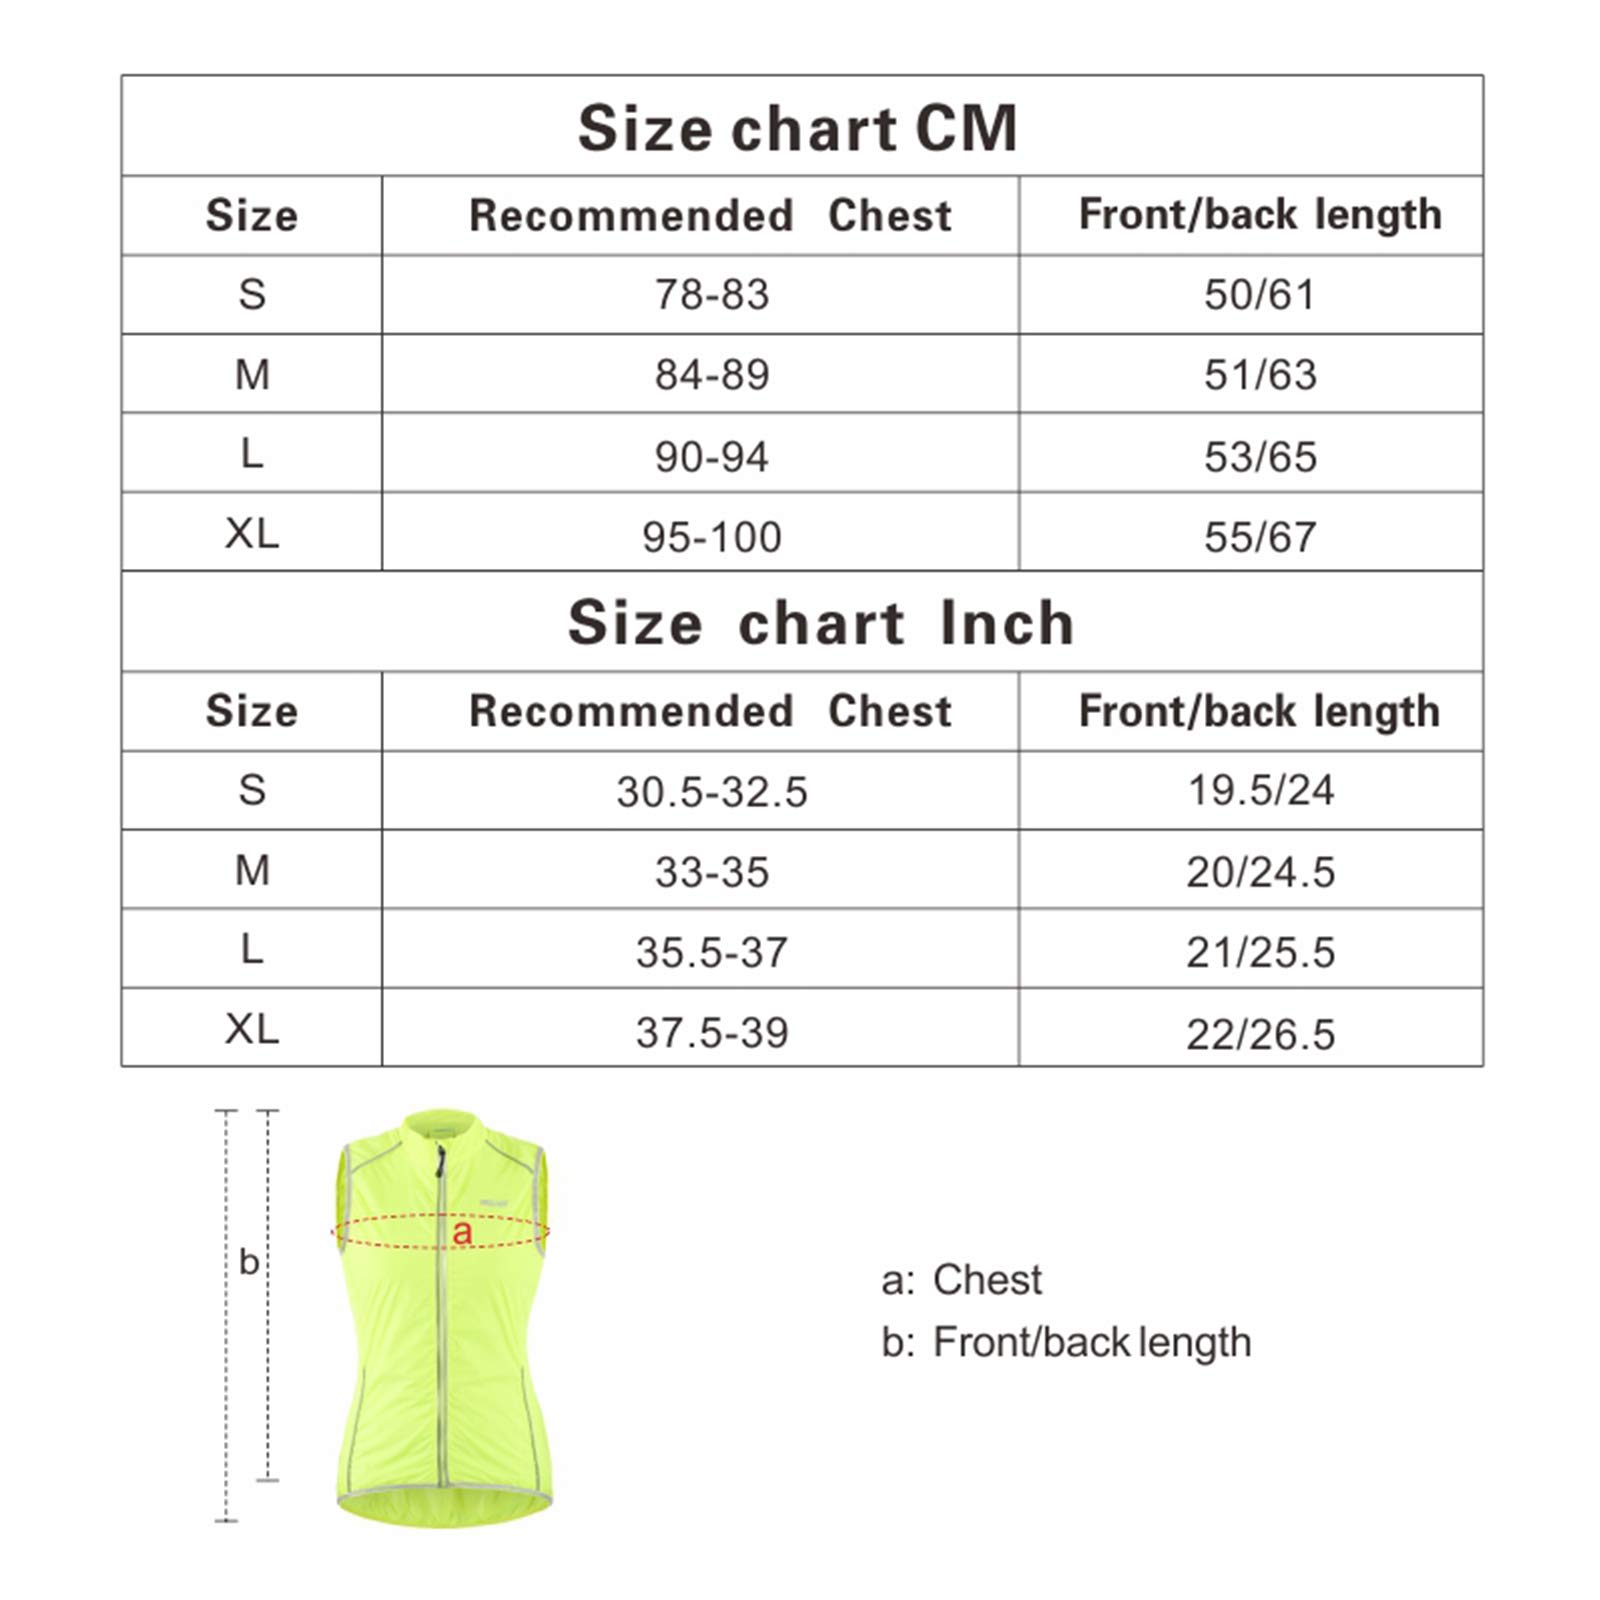 Size chart CM
Size Recommended Chest Front/back length
S 78-83 50/61
M 84-89 51/63
L 90-94 53/65
XL 95-100 55/67
Size chart Inch
Size Recommended Chest Front/back length
S 30.5-32.5 19.5/24
M 33-35 20/24.5
L 35.5-37 21/25.5
XL 37.5-39 22/26.5
a
b
a: Chest
b: Front/back length